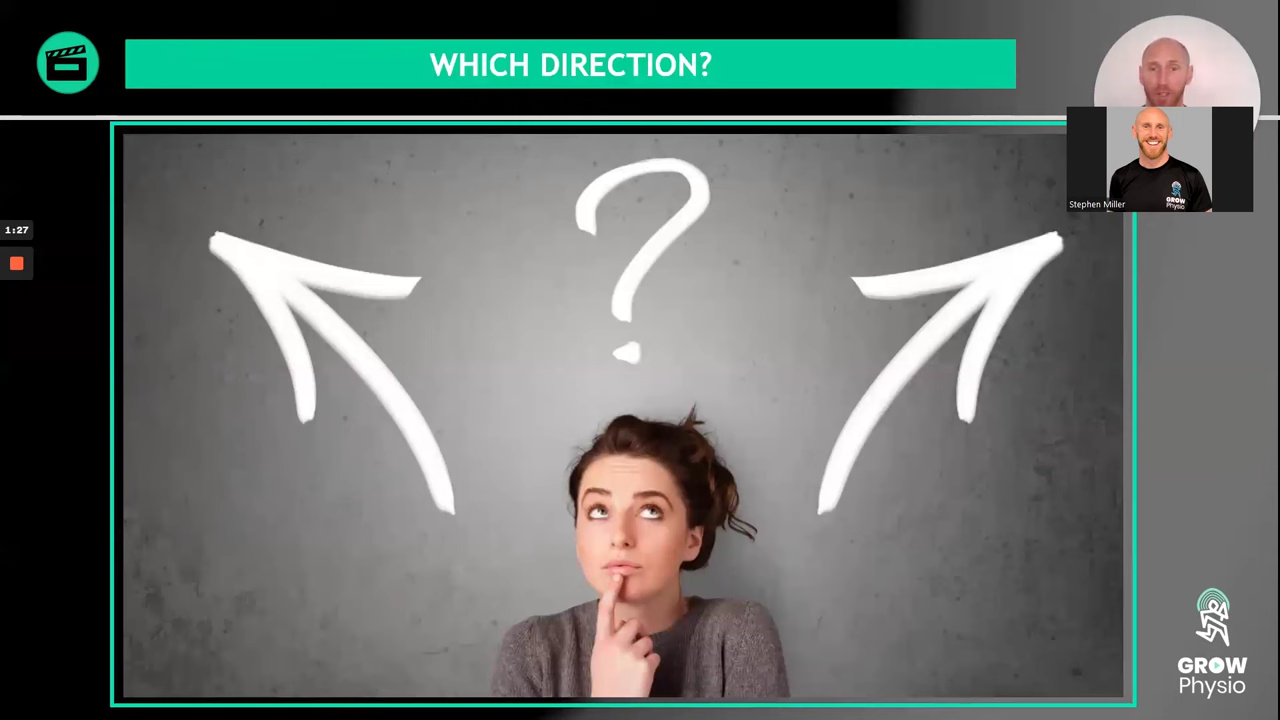 WHICH DIRECTION?
1:27
?
Stephen Miller
GROW
Physio
GROW
Physio